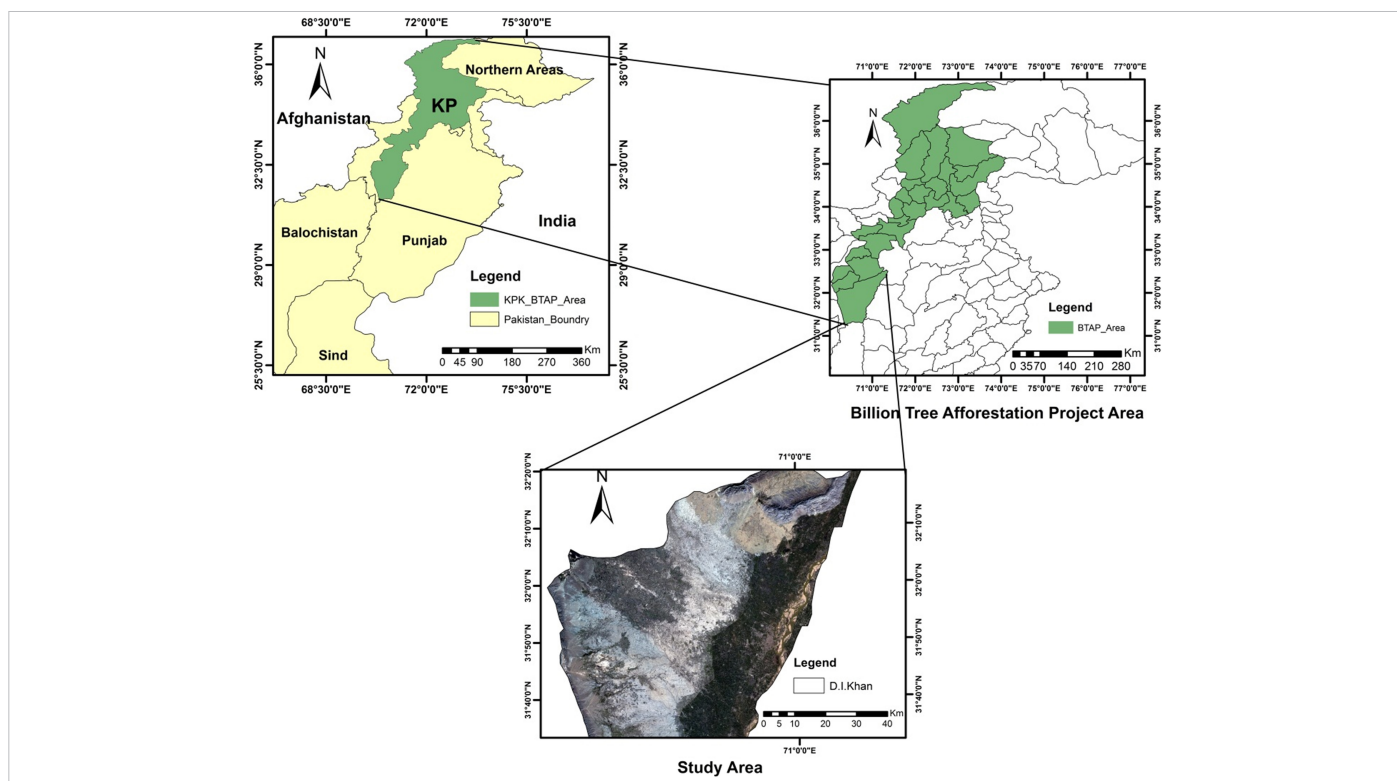 68°30'0"E 72°0'0"E 75°30'0"E
N
36°0'0"N
32°30'0"N
29°0'0"N
25°30'0"N
Northern Areas
KP
Afghanistan
India
Balochistan
Punjab
Sind
Legend
KPK_BTAP_Area
Pakistan_Boundry
0 45 90 180 270 360 Km
36°0'0"N
32°30'0"N
29°0'0"N
25°30'0"N
68°30'0"E 72°0'0"E 75°30'0"E
71°0'0"E 72°0'0"E 73°0'0"E 74°0'0"E 75°0'0"E 76°0'0"E 77°0'0"E
N
36°0'0"N
35°0'0"N
34°0'0"N
33°0'0"N
32°0'0"N
31°0'0"N
Legend
BTAP_Area
0 3570 140 210 280 Km
36°0'0"N
35°0'0"N
34°0'0"N
33°0'0"N
32°0'0"N
31°0'0"N
71°0'0"E 72°0'0"E 73°0'0"E 74°0'0"E 75°0'0"E 76°0'0"E 77°0'0"E
Billion Tree Afforestation Project Area
71°0'0"E
N
32°20'0"N
32°10'0"N
32°0'0"N
31°50'0"N
31°40'0"N
Legend
D.I.Khan
0 5 10 20 30 40 Km
32°10'0"N
32°0'0"N
31°50'0"N
31°40'0"N
71°0'0"E
Study Area